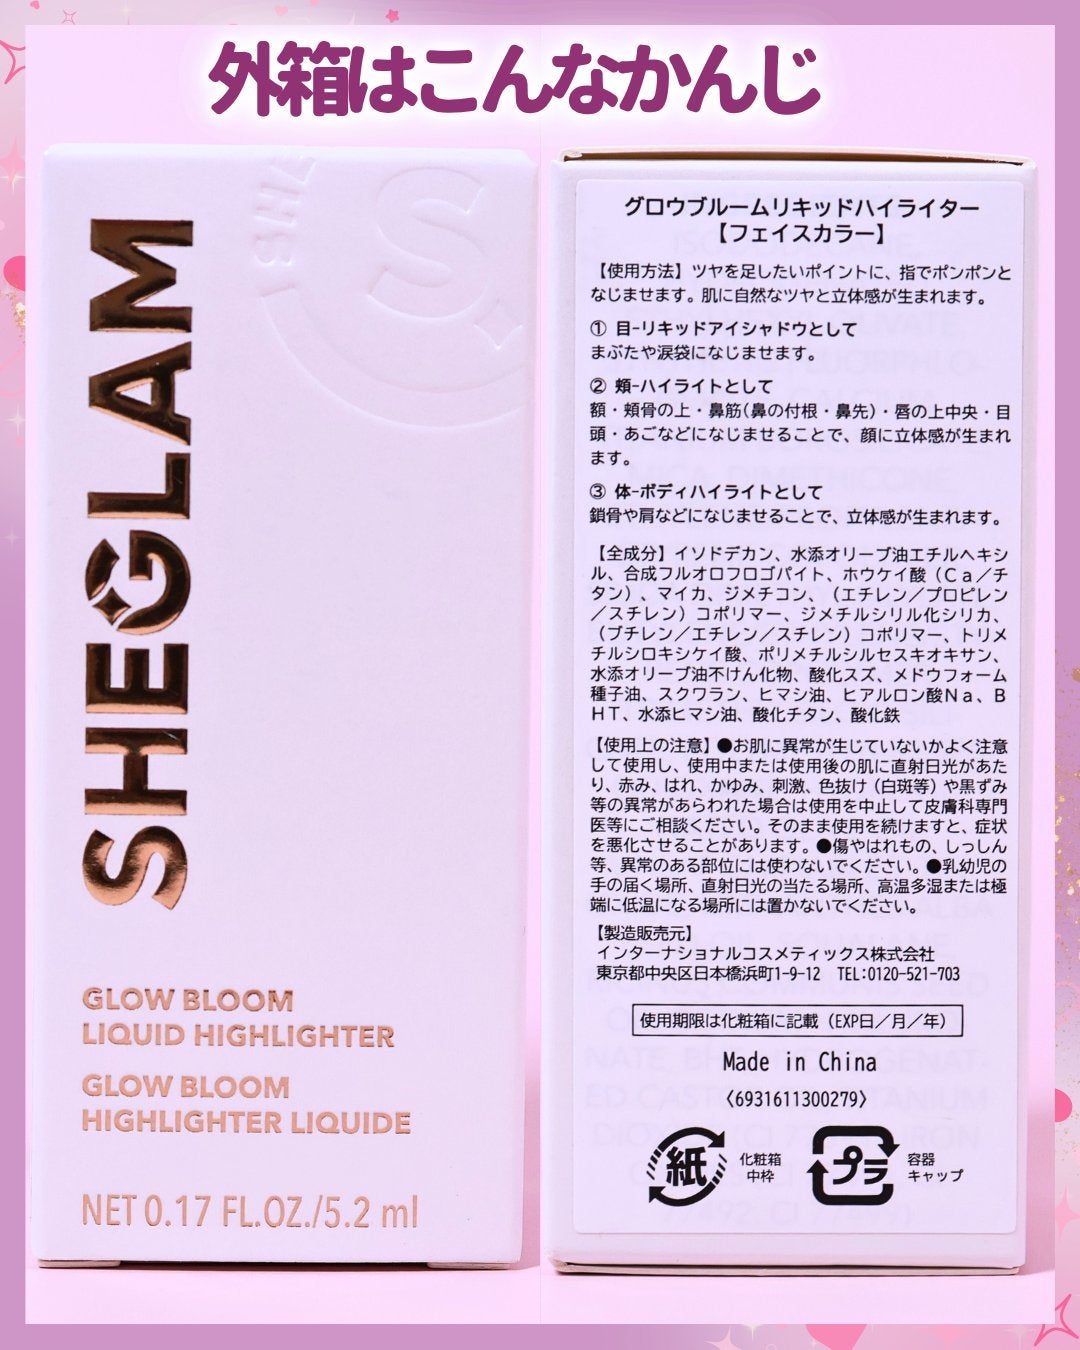 外箱はこんなかんじ
SHEGLAM
GLOW BLOOM
LIQUID HIGHLIGHTER
GLOW BLOOM
HIGHLIGHTER LIQUIDE
NET 0.17 FL.OZ./5.2 ml
グロウブルームリキッドハイライター
【フェイスカラー】
【使用方法】ツヤを足したいポイントに、指でポンポンと
なじませます。肌に自然なツヤと立体感が生まれます。
① 目-リキッドアイシャドウとして
まぶたや涙袋になじませます。
② 頬-ハイライトとして
額・頬骨の上・鼻筋(鼻の付根・鼻先)・唇の上中央・目
頭・あごなどになじませることで、顔に立体感が生まれ
ます。
③ 体-ボディハイライトとして
鎖骨や肩などになじませることで、立体感が生まれます。
【全成分】イソドデカン、水添オリーブ油エチルヘキシ
ル、合成フルオロフロゴパイト、ホウケイ酸（Ｃａ／チ
タン）、マイカ、ジメチコン、（エチレン／プロピレン
／スチレン）コポリマー、ジメチルシリル化シリカ、
（ブチレン／エチレン／スチレン）コポリマー、トリメ
チルシロキシケイ酸、ポリメチルシルセスキオキサン、
水添オリーブ油不けん化物、酸化スズ、メドウフォーム
種子油、スクワラン、ヒマシ油、ヒアルロン酸Ｎａ、Ｂ
ＨＴ、水添ヒマシ油、酸化チタン、酸化鉄
【使用上の注意】●お肌に異常が生じていないかよく注意
して使用し、使用中または使用後の肌に直射日光があた
り、赤み、はれ、かゆみ、刺激、色抜け（白斑等）や黒ずみ
等の異常があらわれた場合は使用を中止して皮膚科専門
医等にご相談ください。そのまま使用を続けますと、症状
を悪化させることがあります。●傷やはれもの、しっしん
等、異常のある部位には使わないでください。●乳幼児の
手の届く場所、直射日光の当たる場所、高温多湿または極
端に低温になる場所には置かないでください。
【製造販売元】
インターナショナルコスメティックス株式会社
東京都中央区日本橋浜町1-9-12　TEL:0120-521-703
使用期限は化粧箱に記載（EXP日／月／年）
Made in China
〈6931611300279〉
紙 化粧箱
中枠
プラ 容器
キャップ